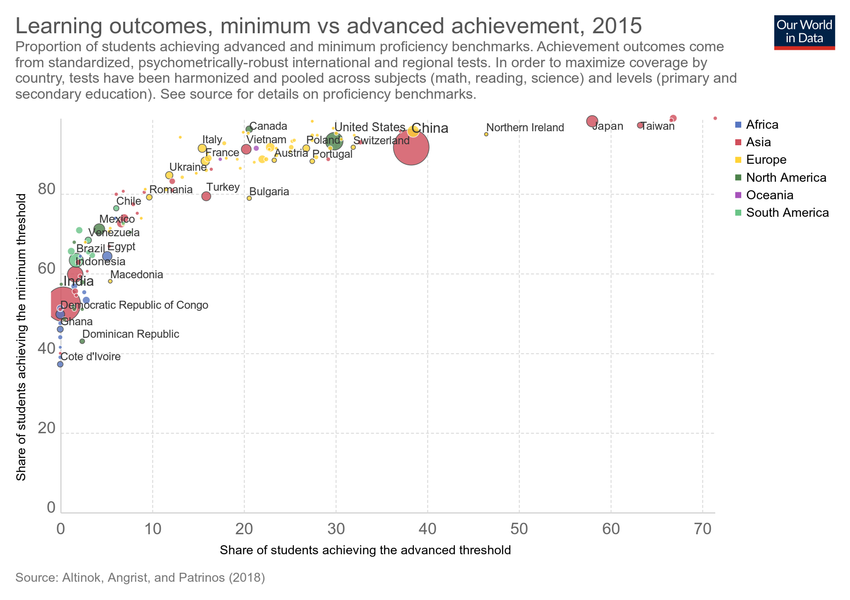 Learning outcomes, minimum vs advanced achievement, 2015
Our World
in Data
Proportion of students achieving advanced and minimum proficiency benchmarks. Achievement outcomes come
from standardized, psychometrically-robust international and regional tests. In order to maximize coverage by
country, tests have been harmonized and pooled across subjects (math, reading, science) and levels (primary and
secondary education). See source for details on proficiency benchmarks.
Share of students achieving the minimum threshold
80
60
40
20
0
Canada
United States
China
Northern Ireland
Japan
Taiwan
Italy
Vietnam
Poland
Switzerland
France
Austria
Portugal
Ukraine
Romania
Turkey
Bulgaria
Chile
Mexico
Venezuela
Brazil
Egypt
Indonesia
Macedonia
India
Democratic Republic of Congo
Ghana
Dominican Republic
Cote d'Ivoire
Africa
Asia
Europe
North America
Oceania
South America
0
10
20
30
40
50
60
70
Share of students achieving the advanced threshold
Source: Altinok, Angrist, and Patrinos (2018)